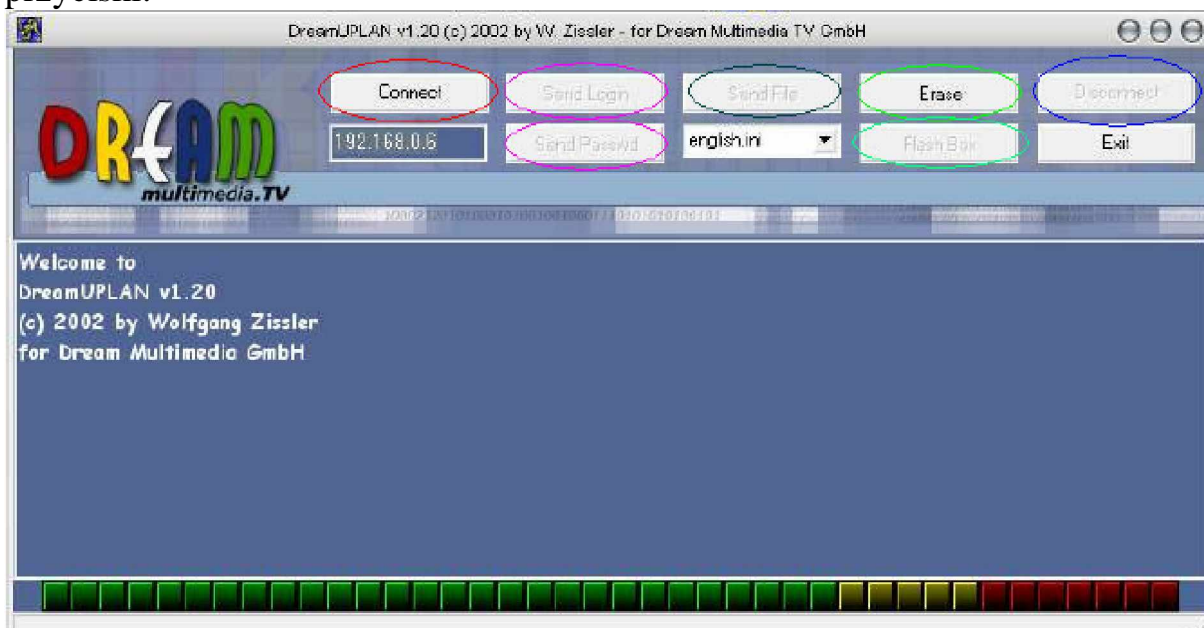 przyciski:
DreamUPLAN v1.20 (c) 2002 by W. Zissler - for Dream Multimedia TV GmbH
Connect Send Login Send File Erase Disconnect
192.168.0.6 Send Passwd english.ini Flash Box Exit
DREAM
multimedia.TV
Welcome to
DreamUPLAN v1.20
(c) 2002 by Wolfgang Zissler
for Dream Multimedia GmbH